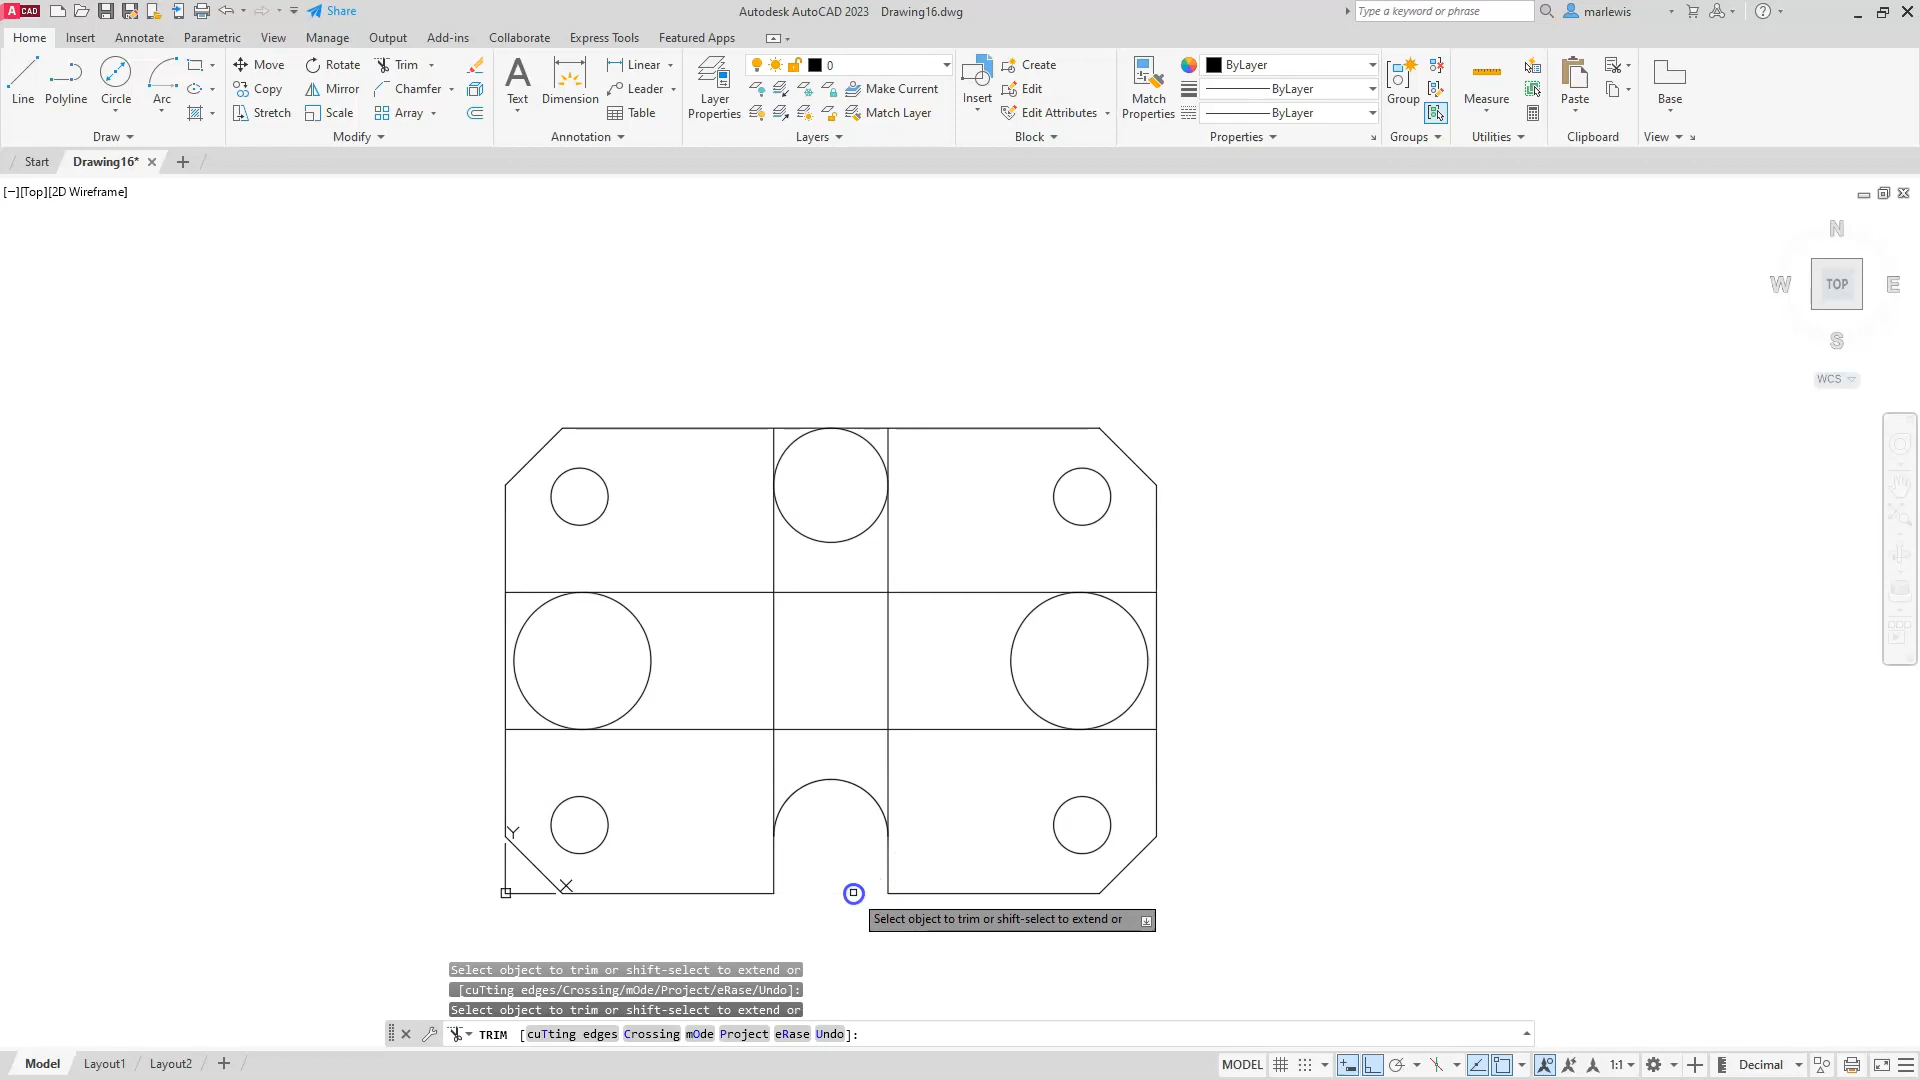 A CAD Share Autodesk AutoCAD 2023 Drawing16.dwg Type a keyword or phrase marlewis
Home Insert Annotate Parametric View Manage Output Add-ins Collaborate Express Tools Featured Apps
Line Polyline Circle Arc
Move Rotate Trim
Copy Mirror Chamfer
Stretch Scale Array
Text Dimension
Linear
Leader
Table
Layer Properties
0
Make Current
Match Layer
Insert
Create
Edit
Edit Attributes
Match Properties
ByLayer
ByLayer
ByLayer
Group Measure Paste Base
Draw Modify Annotation Layers Block Properties Groups Utilities Clipboard View
Start Drawing16*
[−][Top][2D Wireframe]
N
W TOP E
S
WCS
Y
X
Select object to trim or shift-select to extend or
Select object to trim or shift-select to extend or
[cuTting edges/Crossing/mOde/Project/eRase/Undo]:
Select object to trim or shift-select to extend or
TRIM [cuTting edges Crossing mOde Project eRase Undo]:
Model Layout1 Layout2 MODEL 1:1 Decimal